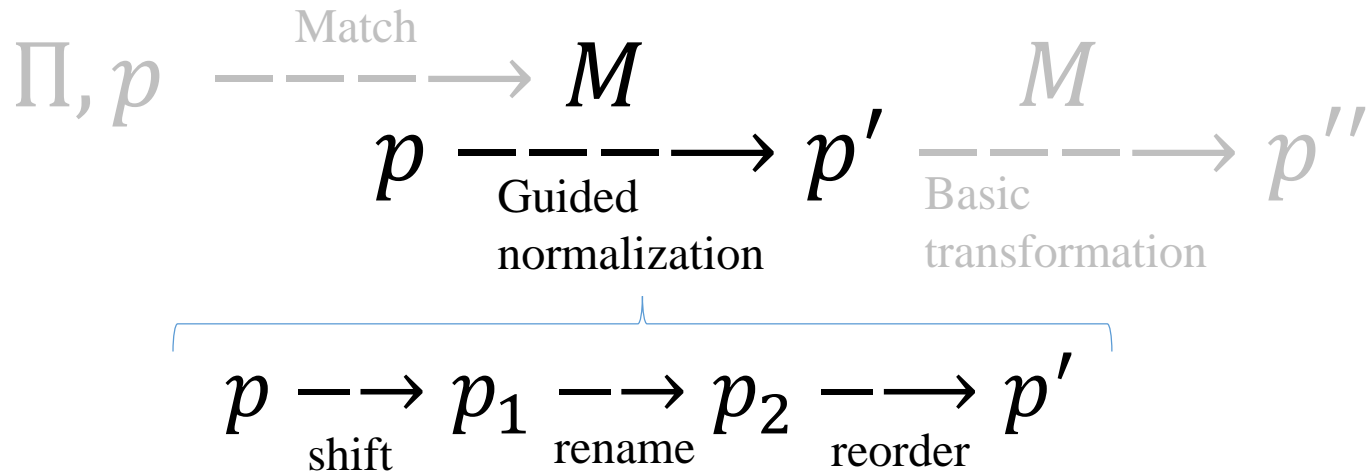 Match
Π, p −−−→ M M
p −−−→ p′ −−−→ p′′
Guided Basic
normalization transformation
p −→ p₁ −→ p₂ −→ p′
shift rename reorder